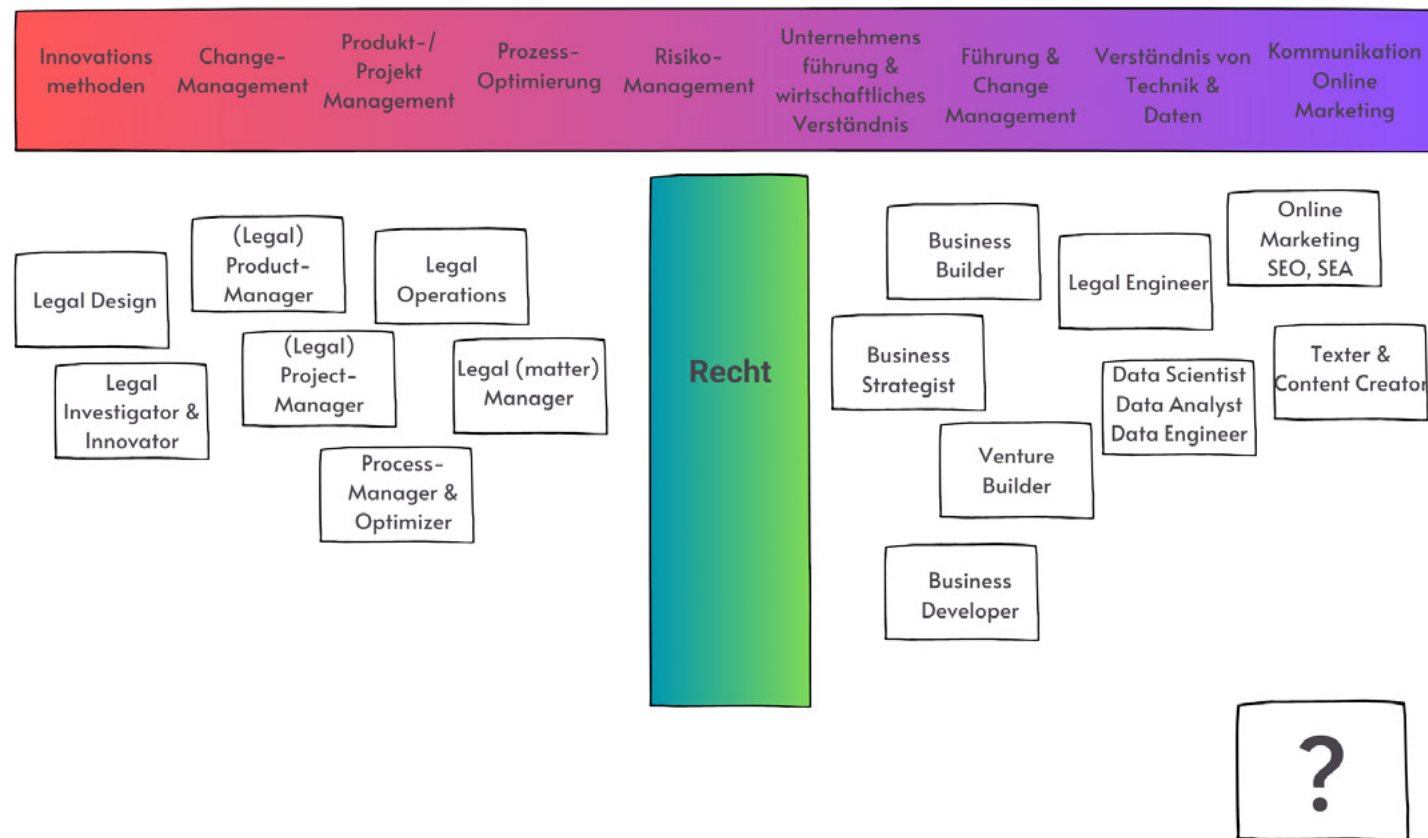 Innovations
methoden
Change-
Management
Produkt-/
Projekt
Management
Prozess-
Optimierung
Risiko-
Management
Unternehmens
führung &
wirtschaftliches
Verständnis
Führung &
Change
Management
Verständnis von
Technik &
Daten
Kommunikation
Online
Marketing
Legal Design
Legal
Investigator &
Innovator
(Legal)
Product-
Manager
(Legal)
Project-
Manager
Legal
Operations
Legal (matter)
Manager
Process-
Manager &
Optimizer
Recht
Business
Builder
Business
Strategist
Venture
Builder
Business
Developer
Legal Engineer
Data Scientist
Data Analyst
Data Engineer
Online
Marketing
SEO, SEA
Texter &
Content Creator
?